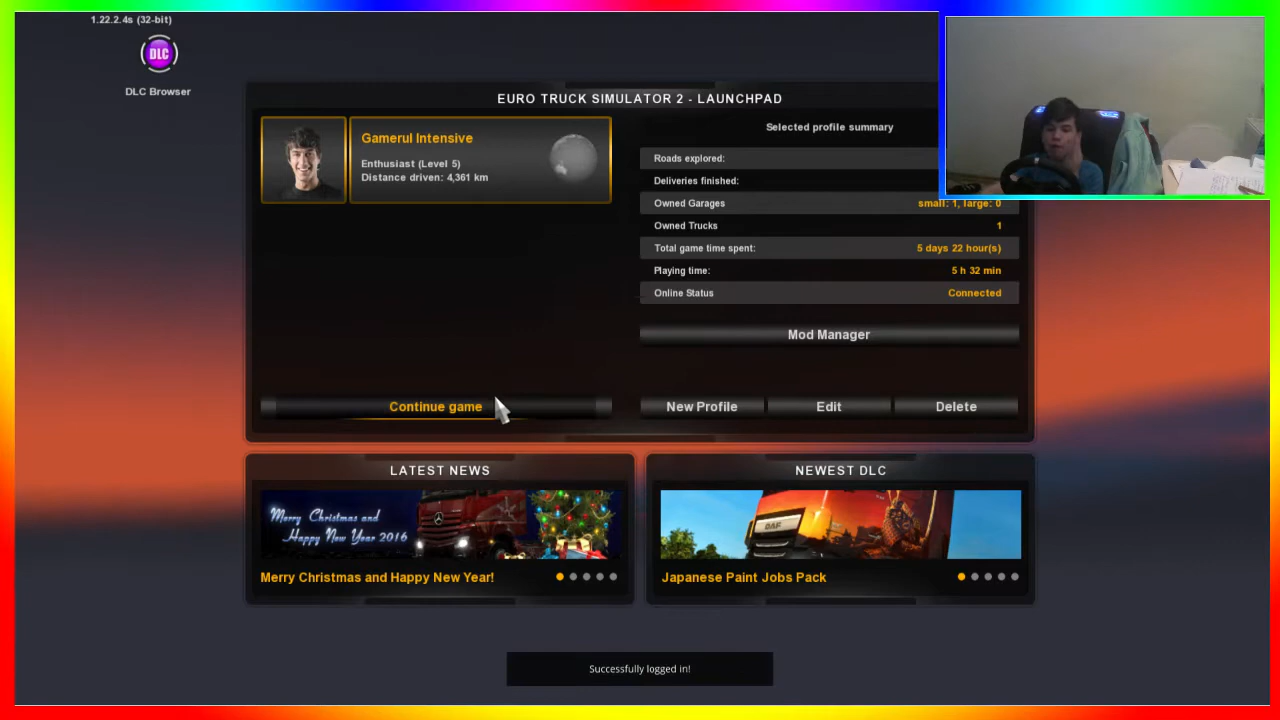 1.22.2.4s (32-bit)
DLC
DLC Browser
EURO TRUCK SIMULATOR 2 - LAUNCHPAD
Gamerul Intensive
Enthusiast (Level 5)
Distance driven: 4,361 km
Selected profile summary
Roads explored:
Deliveries finished:
Owned Garages small: 1, large: 0
Owned Trucks 1
Total game time spent: 5 days 22 hour(s)
Playing time: 5 h 32 min
Online Status Connected
Mod Manager
Continue game
New Profile Edit Delete
LATEST NEWS
Merry Christmas and
Happy New Year 2016
Merry Christmas and Happy New Year!
NEWEST DLC
DAF
Japanese Paint Jobs Pack
Successfully logged in!